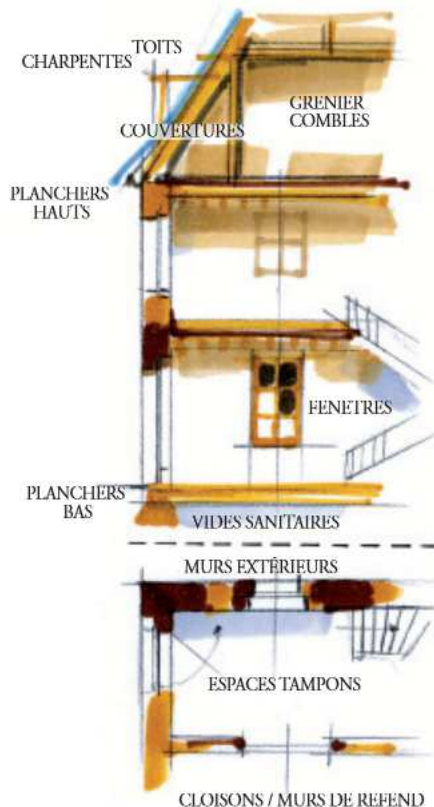 TOITS
CHARPENTES
GRENIER
COMBLES
COUVERTURES
PLANCHERS
HAUTS
FENETRES
PLANCHERS
BAS
VIDES SANITAIRES
MURS EXTÉRIEURS
ESPACES TAMPONS
CLOISONS / MURS DE REFEND